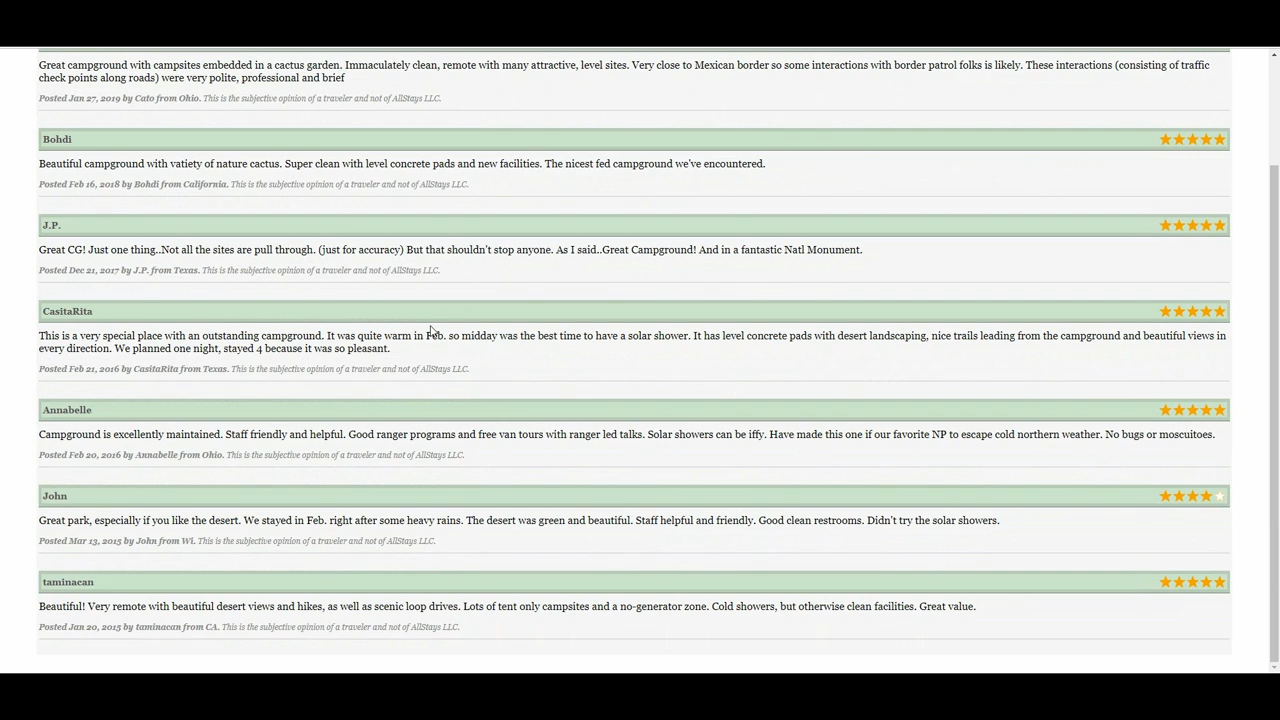 Great campground with campsites embedded in a cactus garden. Immaculately clean, remote with many attractive, level sites. Very close to Mexican border so some interactions with border patrol folks is likely. These interactions (consisting of traffic
check points along roads) were very polite, professional and brief
Posted Jan 27, 2019 by Cato from Ohio. This is the subjective opinion of a traveler and not of AllStays LLC.
Bohdi
Beautiful campground with vatiety of nature cactus. Super clean with level concrete pads and new facilities. The nicest fed campground we've encountered.
Posted Feb 16, 2018 by Bohdi from California. This is the subjective opinion of a traveler and not of AllStays LLC.
J.P.
Great CG! Just one thing..Not all the sites are pull through. (just for accuracy) But that shouldn't stop anyone. As I said..Great Campground! And in a fantastic Natl Monument.
Posted Dec 21, 2017 by J.P. from Texas. This is the subjective opinion of a traveler and not of AllStays LLC.
CasitaRita
This is a very special place with an outstanding campground. It was quite warm in Feb. so midday was the best time to have a solar shower. It has level concrete pads with desert landscaping, nice trails leading from the campground and beautiful views in
every direction. We planned one night, stayed 4 because it was so pleasant.
Posted Feb 21, 2016 by CasitaRita from Texas. This is the subjective opinion of a traveler and not of AllStays LLC.
Annabelle
Campground is excellently maintained. Staff friendly and helpful. Good ranger programs and free van tours with ranger led talks. Solar showers can be iffy. Have made this one if our favorite NP to escape cold northern weather. No bugs or moscuitoes.
Posted Feb 20, 2016 by Annabelle from Ohio. This is the subjective opinion of a traveler and not of AllStays LLC.
John
Great park, especially if you like the desert. We stayed in Feb. right after some heavy rains. The desert was green and beautiful. Staff helpful and friendly. Good clean restrooms. Didn't try the solar showers.
Posted Mar 13, 2015 by John from Wi. This is the subjective opinion of a traveler and not of AllStays LLC.
taminacan
Beautiful! Very remote with beautiful desert views and hikes, as well as scenic loop drives. Lots of tent only campsites and a no-generator zone. Cold showers, but otherwise clean facilities. Great value.
Posted Jan 20, 2015 by taminacan from CA. This is the subjective opinion of a traveler and not of AllStays LLC.